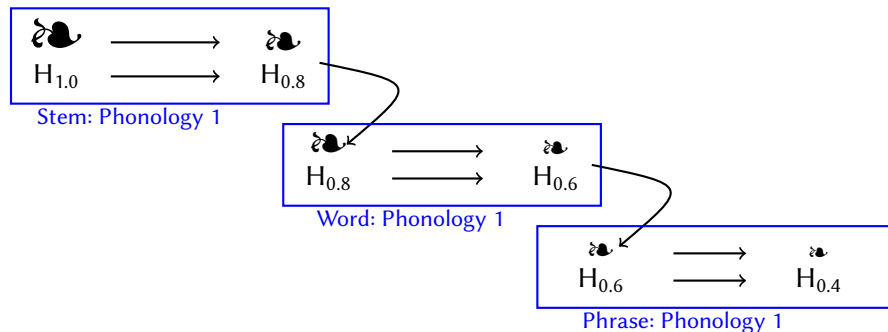 ❧ ⟶ ❧
H₁.₀ ⟶ H₀.₈
Stem: Phonology 1
❧ ⟶ ❧
H₀.₈ ⟶ H₀.₆
Word: Phonology 1
❧ ⟶ ❧
H₀.₆ ⟶ H₀.₄
Phrase: Phonology 1